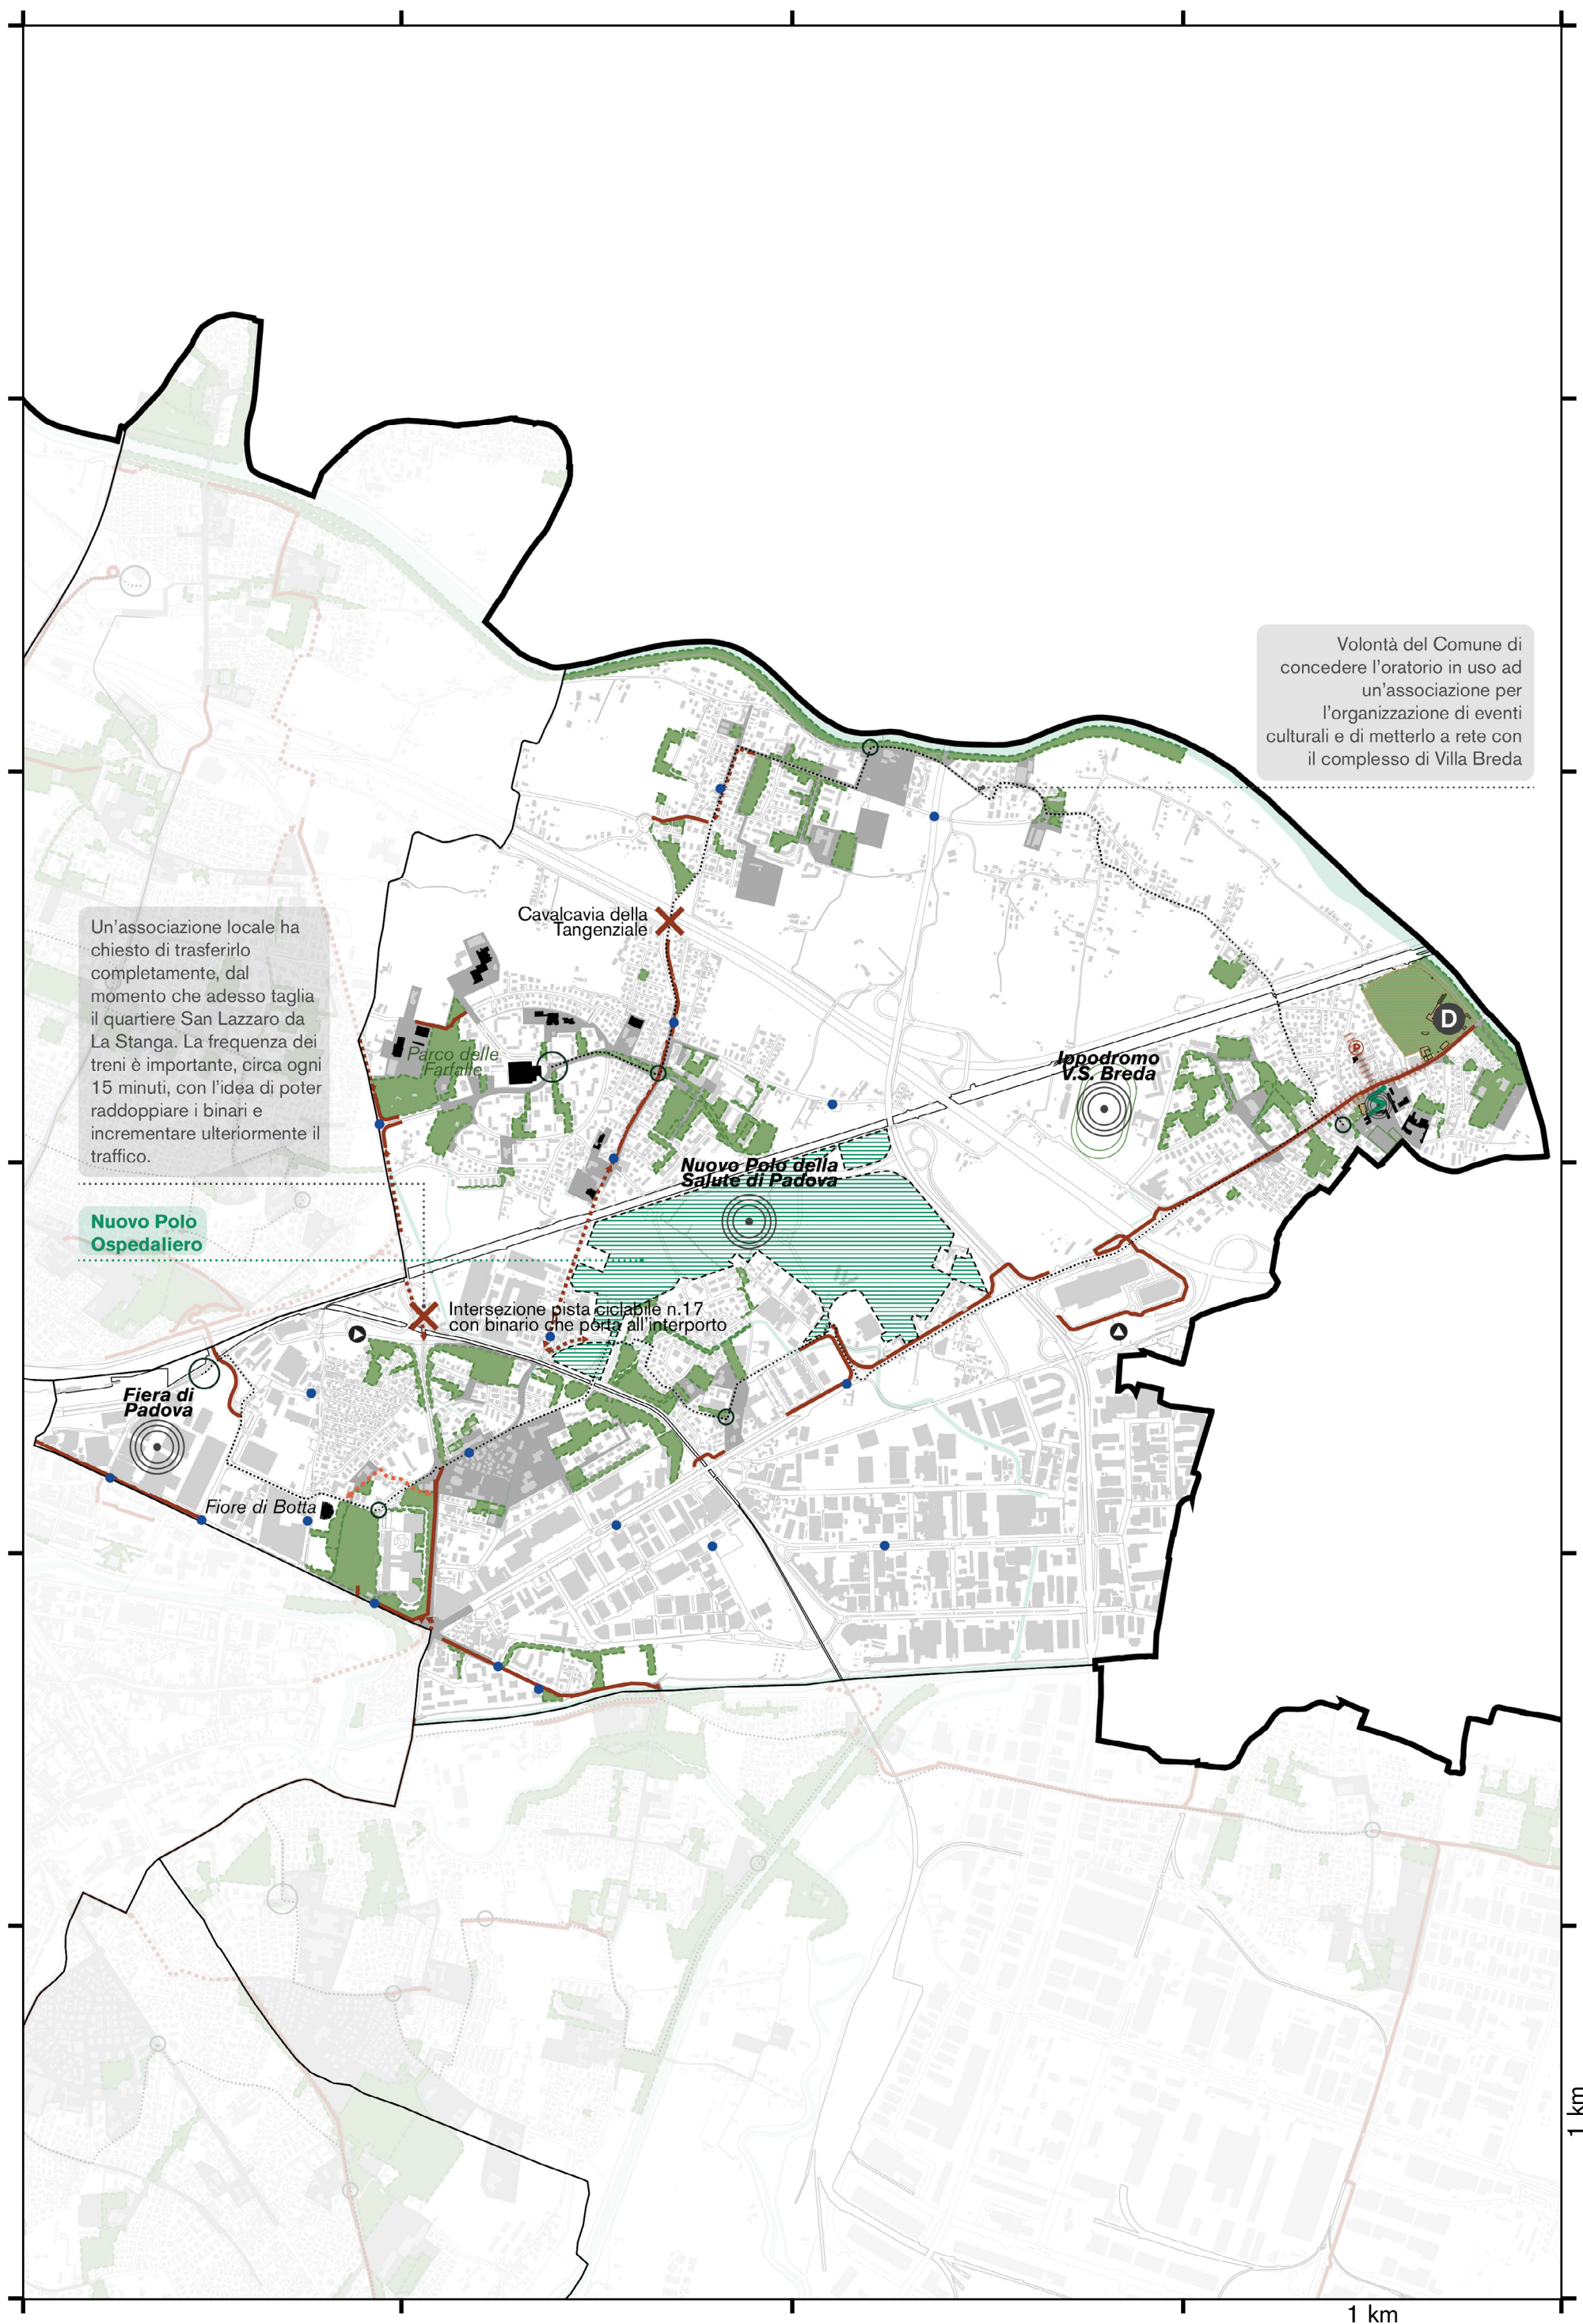 Volontà del Comune di
concedere l’oratorio in uso ad
un’associazione per
l’organizzazione di eventi
culturali e di metterlo a rete con
il complesso di Villa Breda
Cavalcavia della
Tangenziale
Un’associazione locale ha
chiesto di trasferirlo
completamente, dal
momento che adesso taglia
il quartiere San Lazzaro da
La Stanga. La frequenza dei
treni è importante, circa ogni
15 minuti, con l’idea di poter
raddoppiare i binari e
incrementare ulteriormente il
traffico.
D
P
S
Parco delle
Farfalle
Ippodromo
V.S. Breda
Nuovo Polo della
Salute di Padova
Nuovo Polo
Ospedaliero
Intersezione pista ciclabile n.17
con binario che porta all’interporto
Fiera di
Padova
Fiore di Botta
1 km
1 km